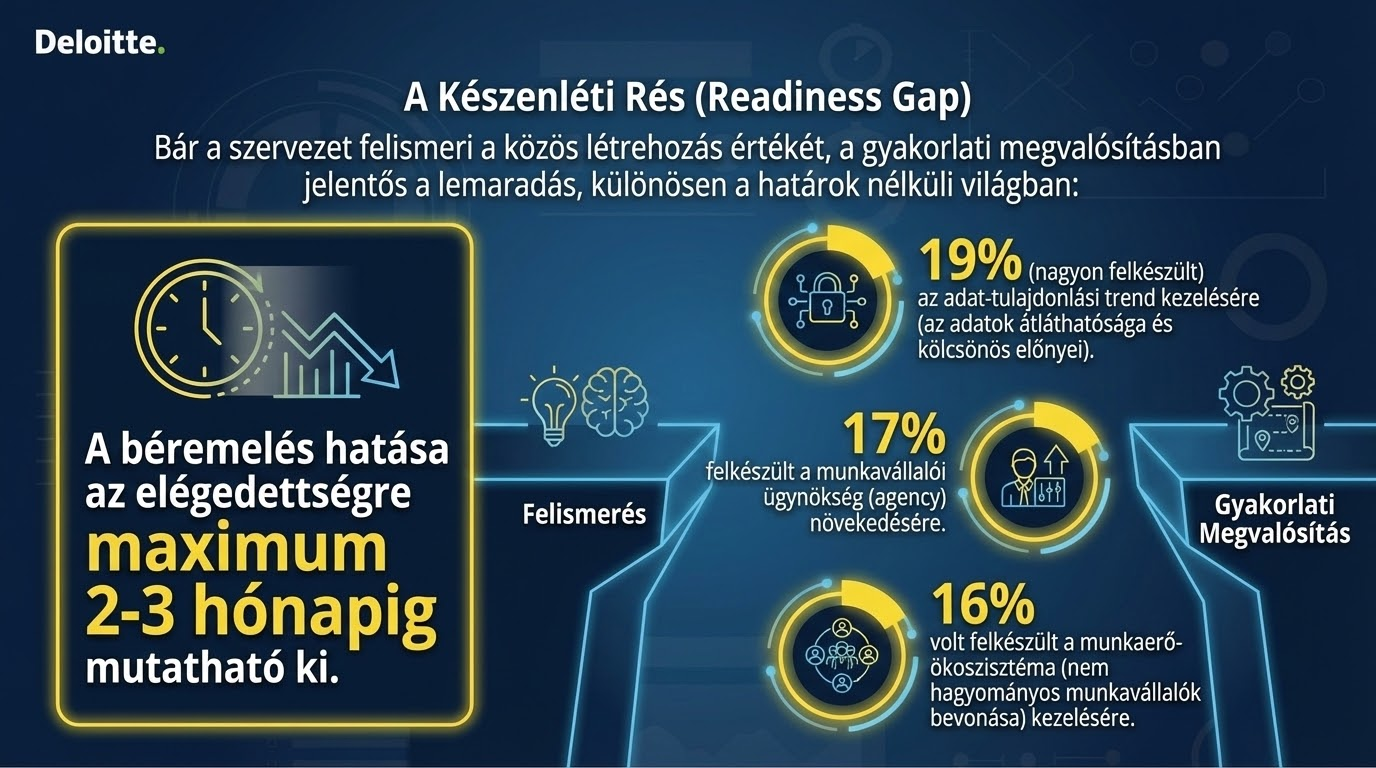 Deloitte.
A Készenléti Rés (Readiness Gap)
Bár a szervezet felismeri a közös létrehozás értékét, a gyakorlati megvalósításban
jelentős a lemaradás, különösen a határok nélküli világban:
A béremelés hatása
az elégedettségre
maximum
2-3 hónapig
mutatható ki.
Felismerés
19% (nagyon felkészült)
az adat-tulajdonlási trend kezelésére
(az adatok átláthatósága és
kölcsönös előnyei).
17%
felkészült a munkavállalói
ügynökség (agency)
növekedésére.
16%
volt felkészült a munkaerő-
ökoszisztéma (nem
hagyományos munkavállalók
bevonása) kezelésére.
Gyakorlati
Megvalósítás